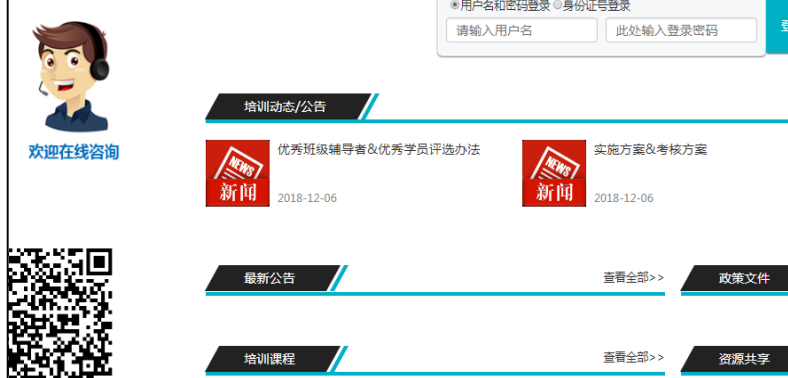 用户名和密码登录 身份证号登录
请输入用户名 此处输入登录密码 登
欢迎在线咨询
培训动态/公告
NEWS 新闻
优秀班级辅导者&优秀学员评选办法
2018-12-06
NEWS 新闻
实施方案&考核方案
2018-12-06
最新公告 查看全部>> 政策文件
培训课程 查看全部>> 资源共享